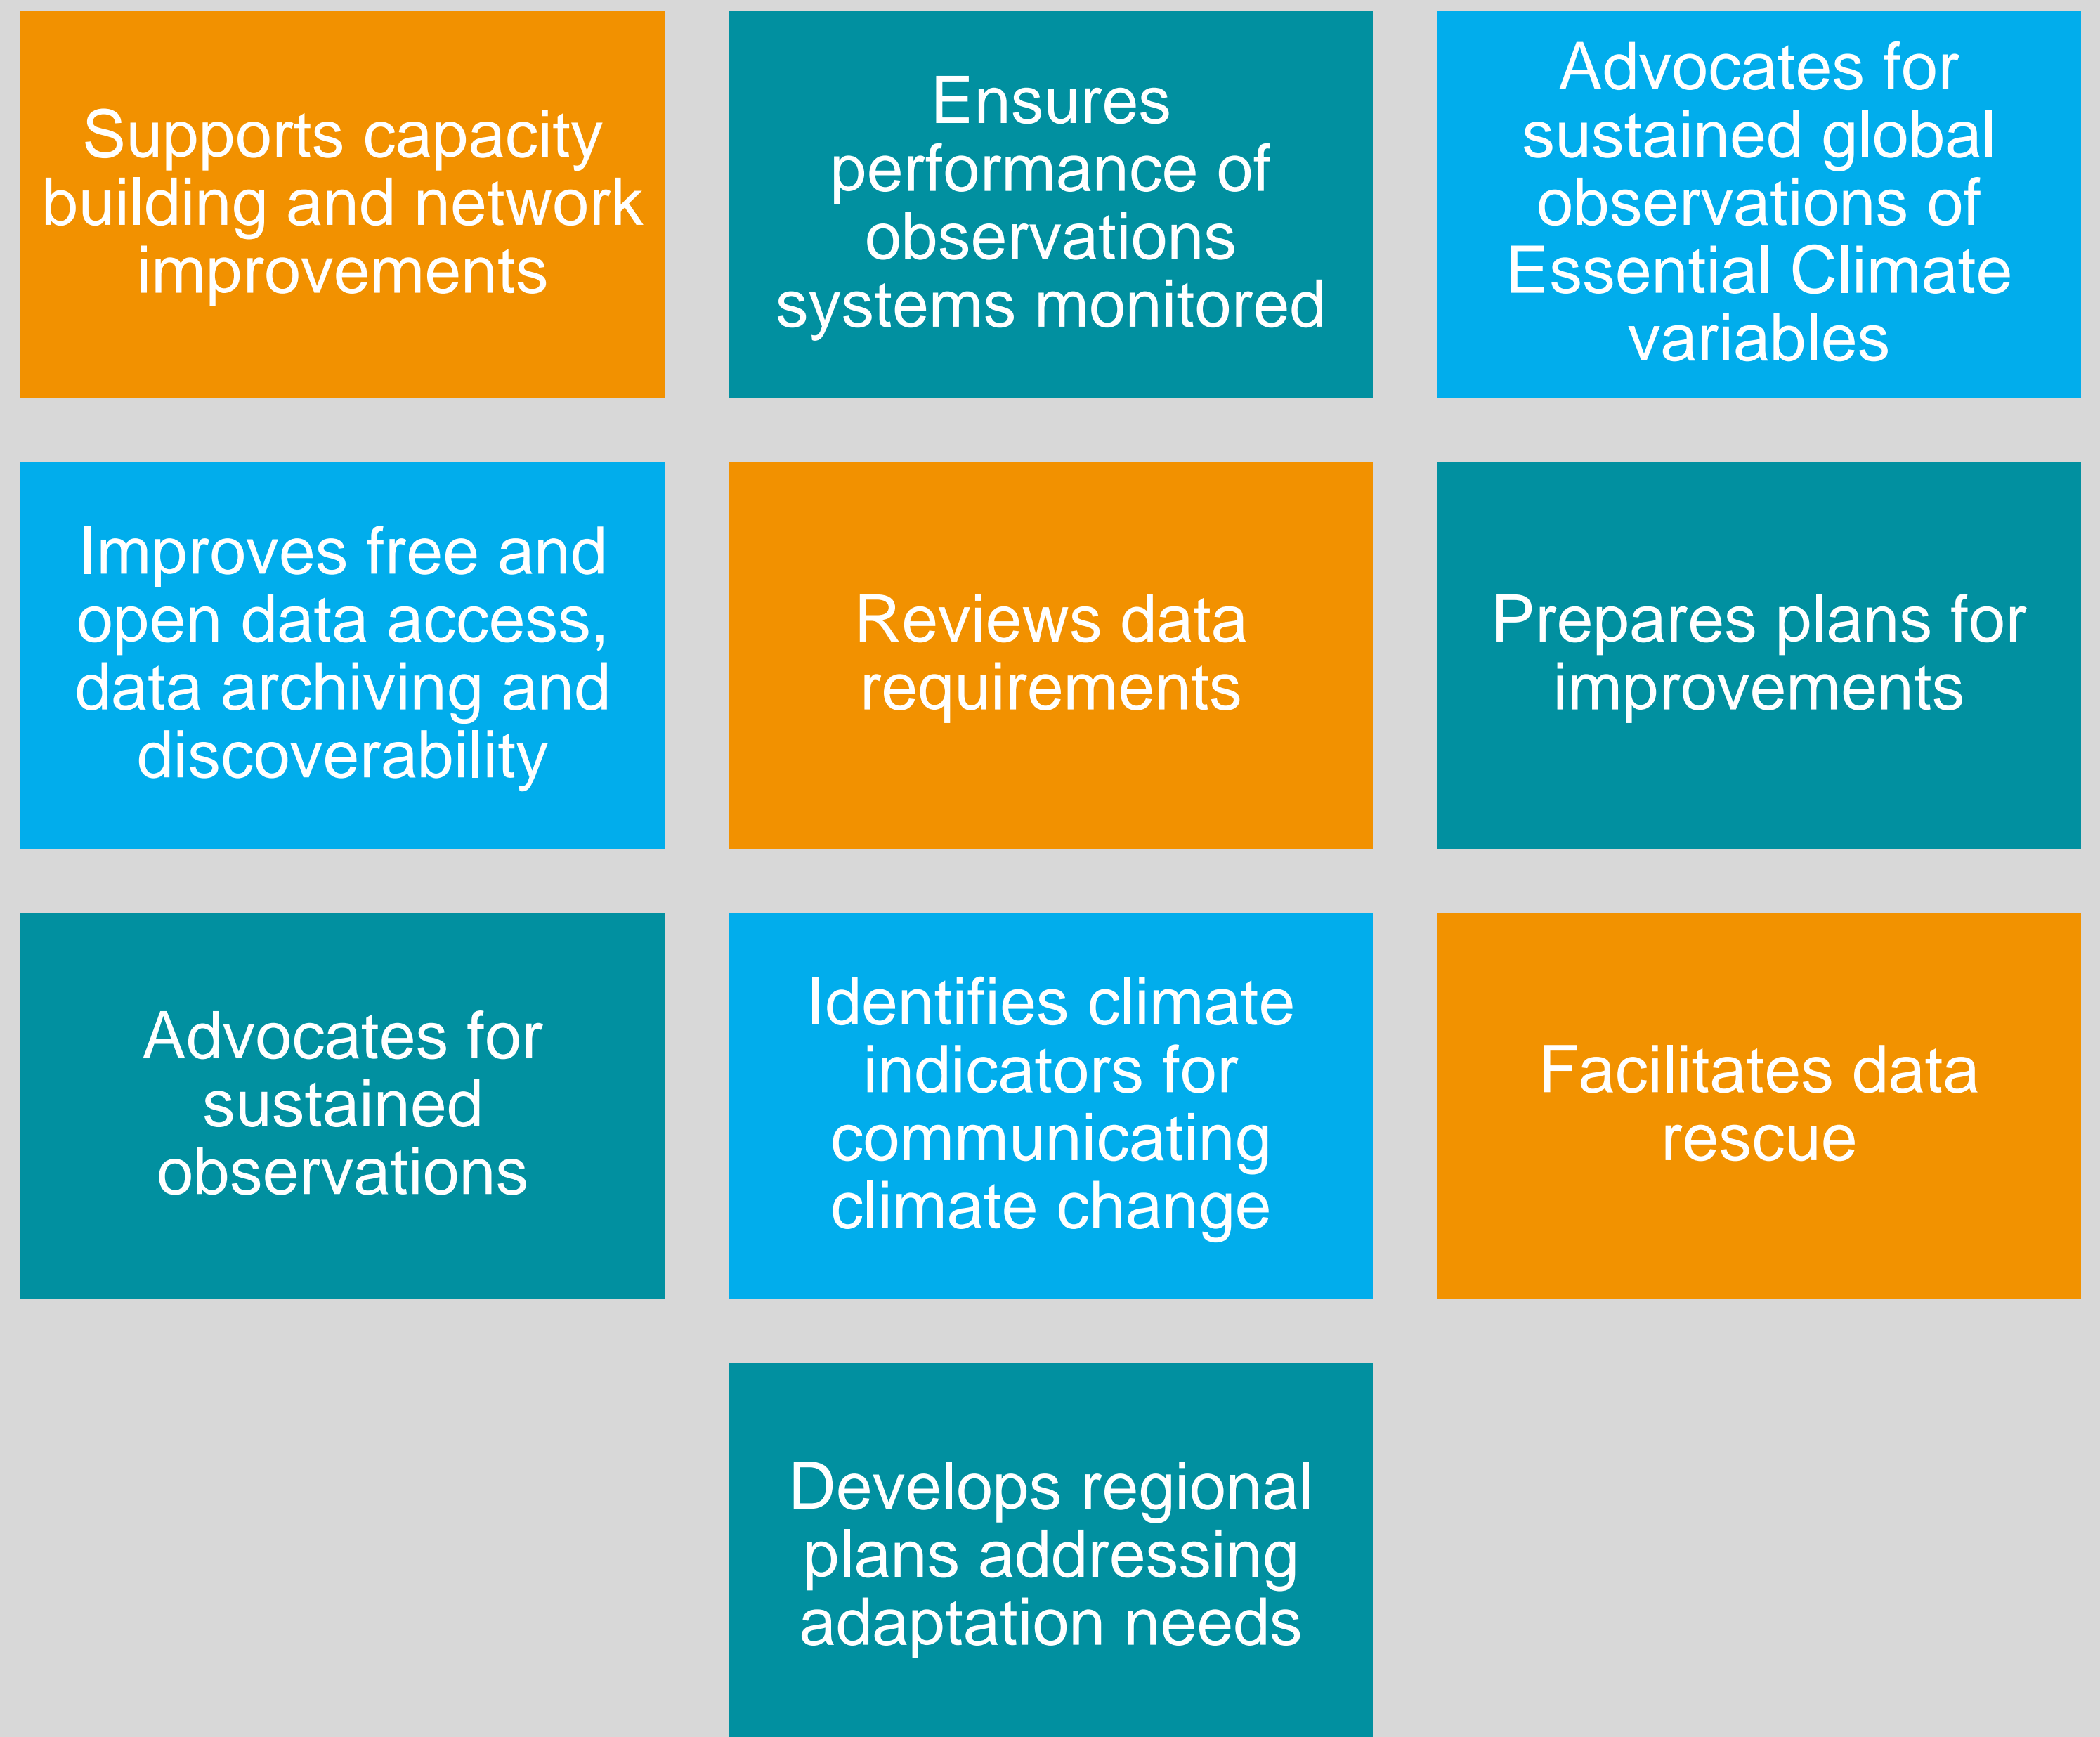 Supports capacity
building and network
improvements
Ensures
performance of
observations
systems monitored
Advocates for
sustained global
observations of
Essential Climate
variables
Improves free and
open data access,
data archiving and
discoverability
Reviews data
requirements
Prepares plans for
improvements
Advocates for
sustained
observations
Identifies climate
indicators for
communicating
climate change
Facilitates data
rescue
Develops regional
plans addressing
adaptation needs